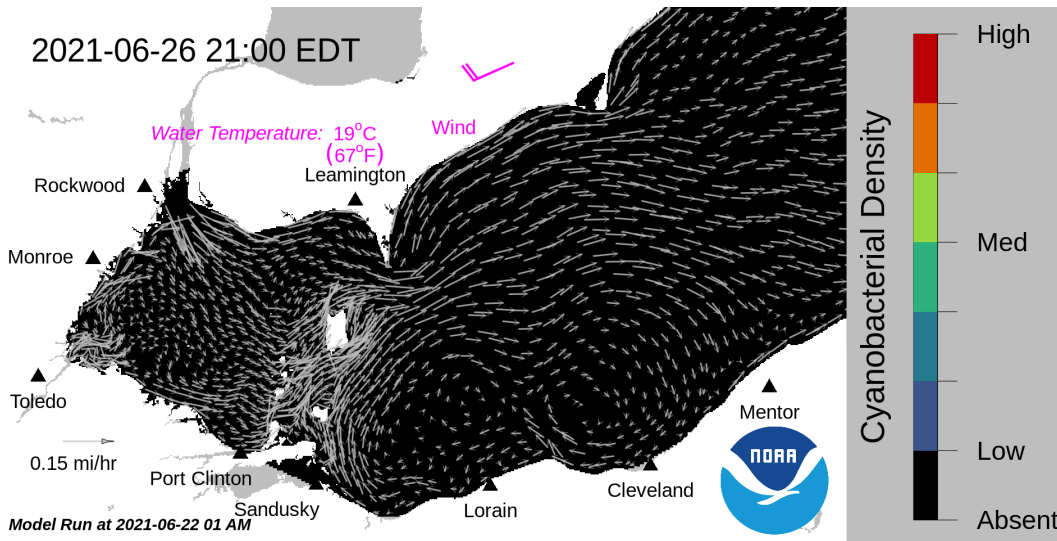 2021-06-26 21:00 EDT
Water Temperature: 19°C
(67°F)
Wind
Leamington
Rockwood
Monroe
Toledo
0.15 mi/hr
Port Clinton
Sandusky
Lorain
Cleveland
Mentor
NOAA
Model Run at 2021-06-22 01 AM
Cyanobacterial Density
High
Med
Low
Absent